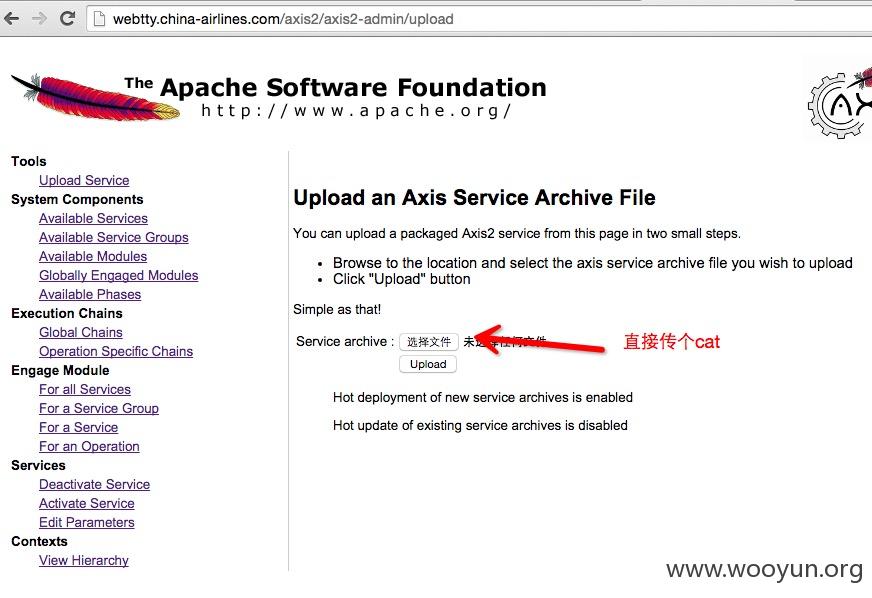 webtty.china-airlines.com/axis2/axis2-admin/upload
The Apache Software Foundation
http://www.apache.org/
Tools
Upload Service
System Components
Available Services
Available Service Groups
Available Modules
Globally Engaged Modules
Available Phases
Execution Chains
Global Chains
Operation Specific Chains
Engage Module
For all Services
For a Service Group
For a Service
For an Operation
Services
Deactivate Service
Activate Service
Edit Parameters
Contexts
View Hierarchy
Upload an Axis Service Archive File
You can upload a packaged Axis2 service from this page in two small steps.
• Browse to the location and select the axis service archive file you wish to upload
• Click "Upload" button
Simple as that!
Service archive : 选择文件 未选择任何文件
直接传个cat
Upload
Hot deployment of new service archives is enabled
Hot update of existing service archives is disabled
www.wooyun.org